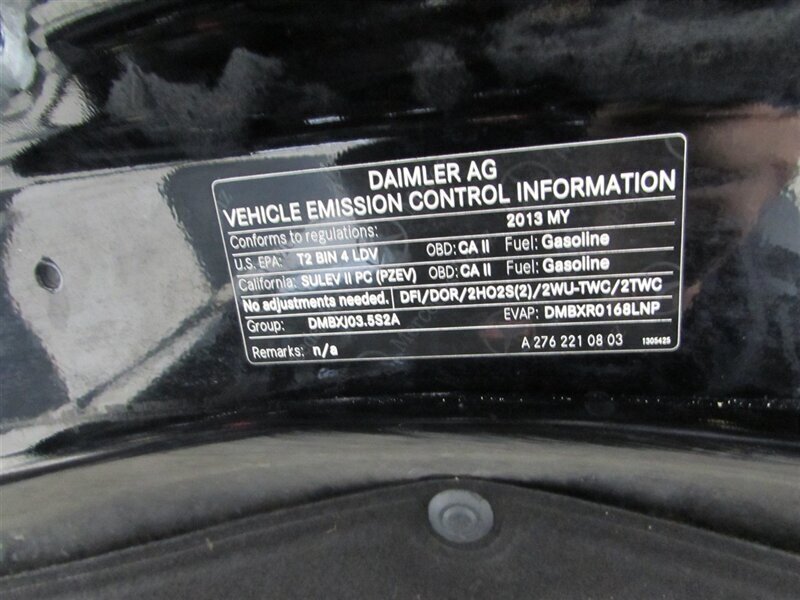 DAIMLER AG
VEHICLE EMISSION CONTROL INFORMATION
Conforms to regulations: 2013 MY
U.S. EPA: T2 BIN 4 LDV OBD: CA II Fuel: Gasoline
California: SULEV II PC (PZEV) OBD: CA II Fuel: Gasoline
No adjustments needed. DFI/DOR/2HO2S(2)/2WU-TWC/2TWC
Group: DMBXJ03.5S2A EVAP: DMBXR0168LNP
Remarks: n/a A 276 221 08 03 1305425